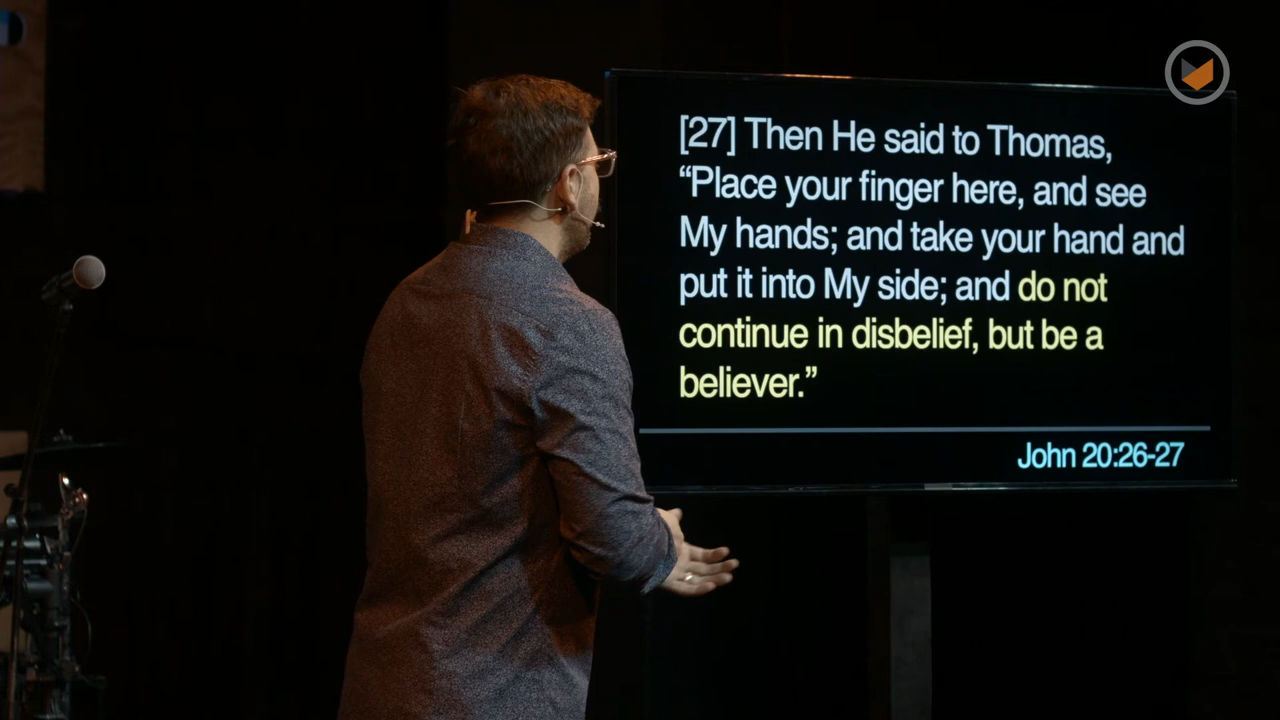 [27] Then He said to Thomas,
“Place your finger here, and see
My hands; and take your hand and
put it into My side; and do not
continue in disbelief, but be a
believer.”
John 20:26-27